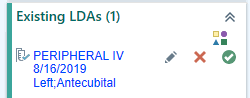 Existing LDAs (1)
PERIPHERAL IV
8/16/2019
Left;Antecubital